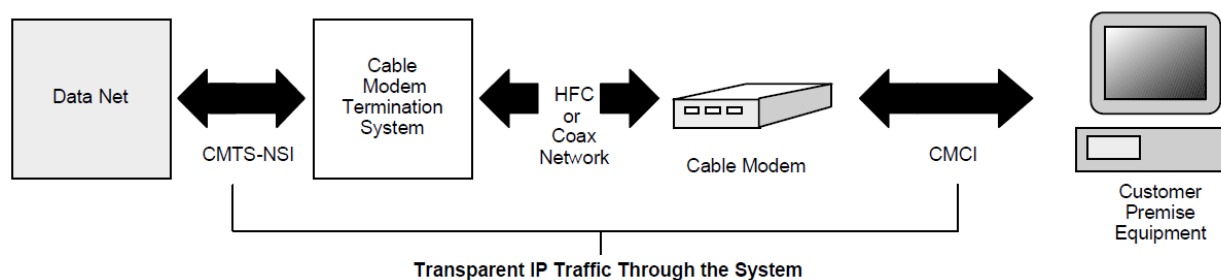 Data Net
CMTS-NSI
Cable
Modem
Termination
System
HFC
or
Coax
Network
Cable Modem
CMCI
Customer
Premise
Equipment
Transparent IP Traffic Through the System